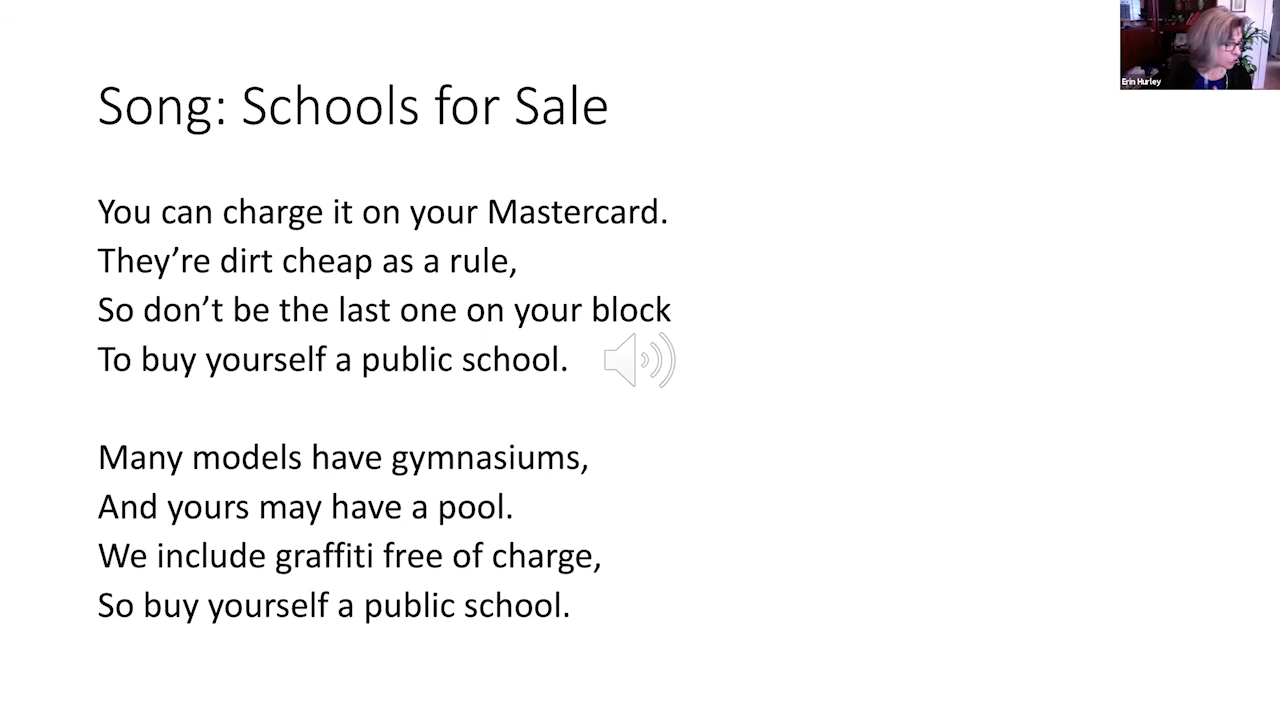 Song: Schools for Sale
Erin Hurley
You can charge it on your Mastercard.
They’re dirt cheap as a rule,
So don’t be the last one on your block
To buy yourself a public school.
Many models have gymnasiums,
And yours may have a pool.
We include graffiti free of charge,
So buy yourself a public school.